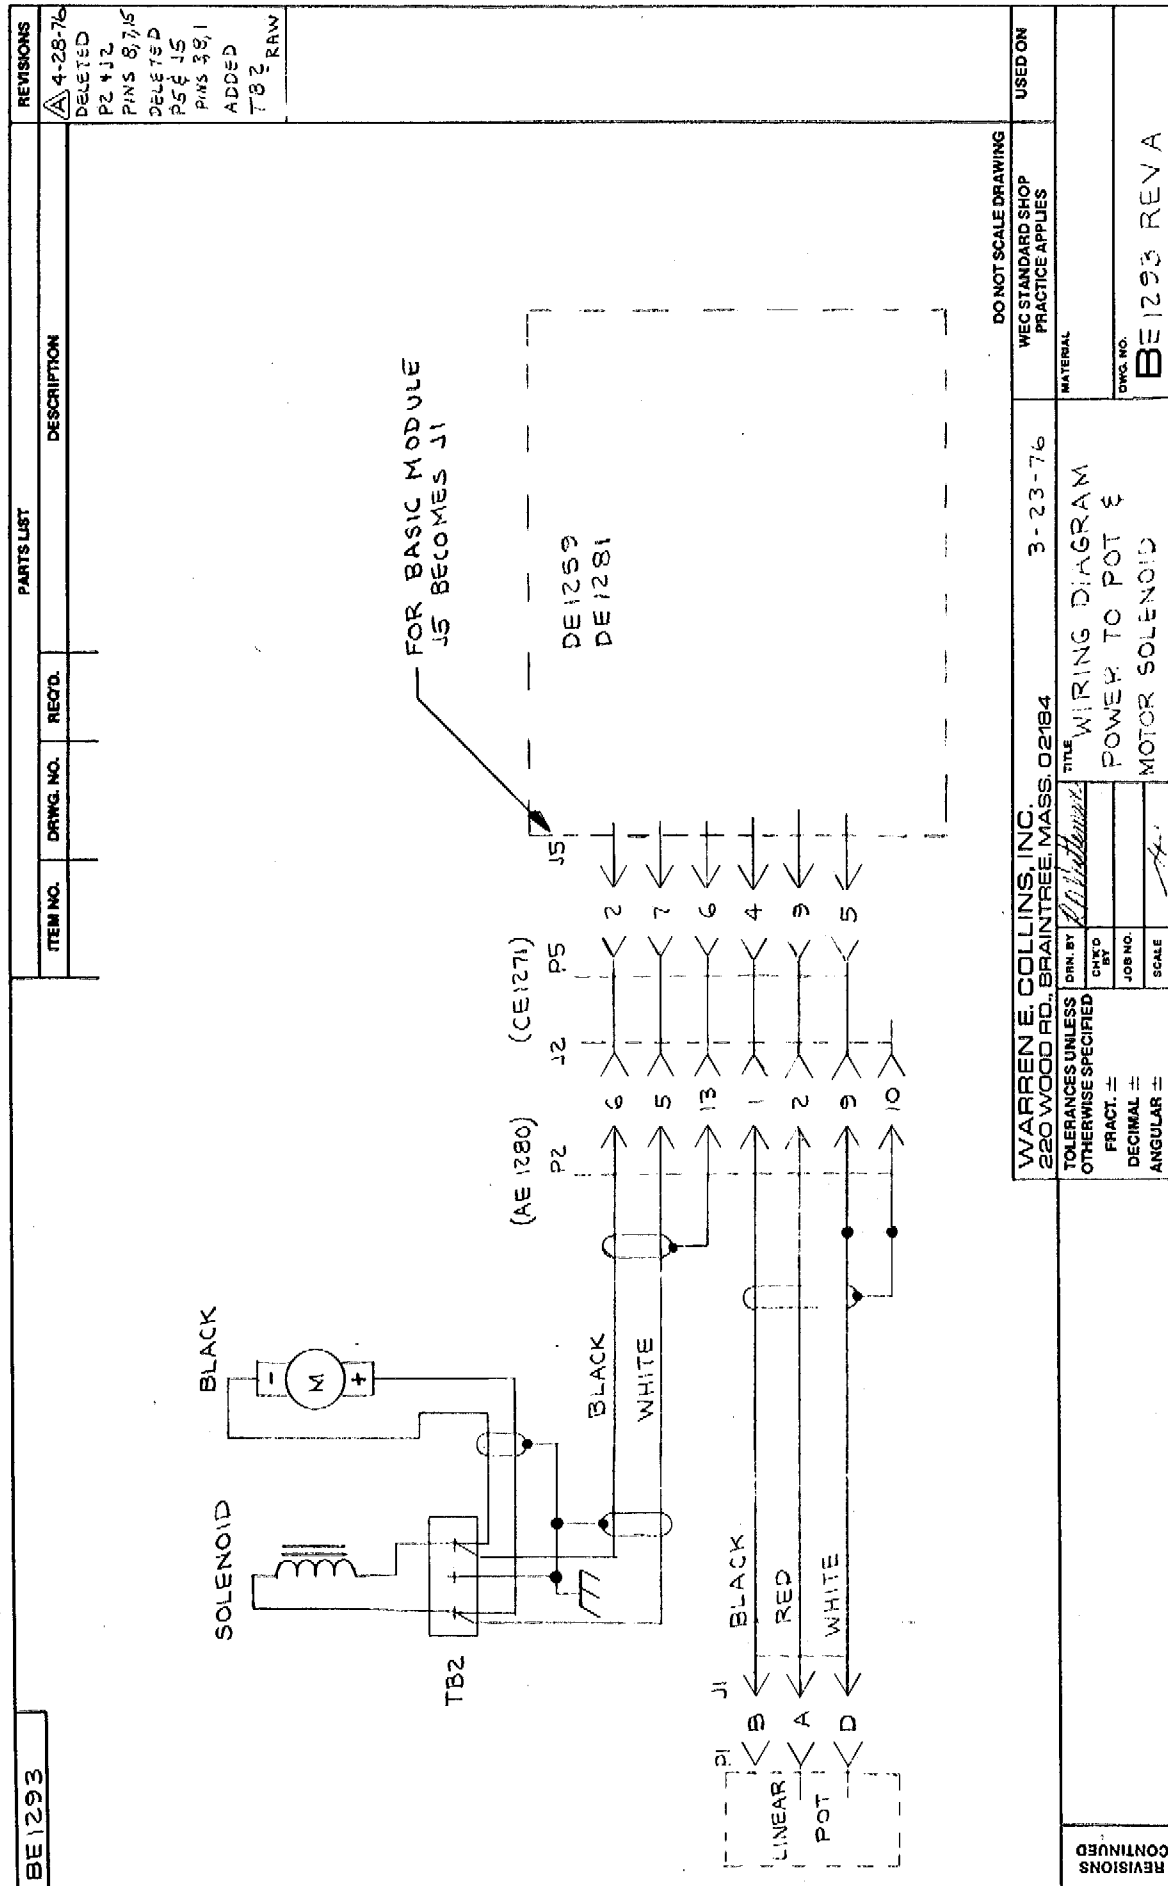 BE1293
PARTS LIST
REVISIONS
ITEM NO.
DRWG. NO.
REQ'D.
DESCRIPTION
A 4-28-76
DELETED
P2 & J2
PINS 8,7,15
DELETED
P5 & J5
PINS 3,8,1
ADDED
TB2 RAW
FOR BASIC MODULE
J5 BECOMES J1
SOLENOID
BLACK
-
M
+
TB2
BLACK
WHITE
(AE 1280)
P2
J2
(CE1271)
P5
J5
6
2
5
7
13
6
1
4
2
9
9
5
10
DE1259
DE1281
P1
J1
LINEAR
POT
B
A
D
BLACK
RED
WHITE
DO NOT SCALE DRAWING
WARREN E. COLLINS, INC.
220 WOOD RD., BRAINTREE, MASS. 02184
3-23-76
WEC STANDARD SHOP
PRACTICE APPLIES
USED ON
TOLERANCES UNLESS
OTHERWISE SPECIFIED
FRACT. ±
DECIMAL ±
ANGULAR ±
DRN. BY
CHK'D
BY
JOB NO.
SCALE
TITLE
WIRING DIAGRAM
POWER TO POT &
MOTOR SOLENOID
MATERIAL
DWG. NO.
BE1293 REV A
REVISIONS
CONTINUED